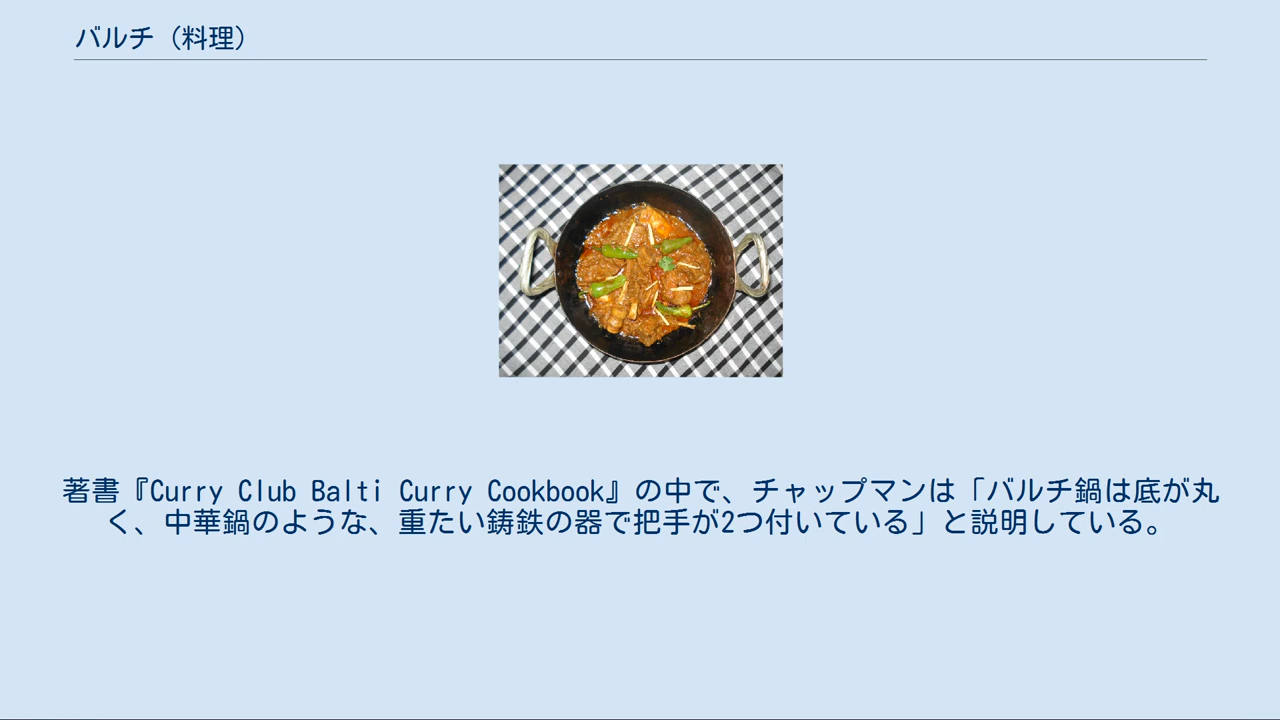 バルチ（料理）
著書『Curry Club Balti Curry Cookbook』の中で、チャップマンは「バルチ鍋は底が丸
く、中華鍋のような、重たい鋳鉄の器で把手が2つ付いている」と説明している。